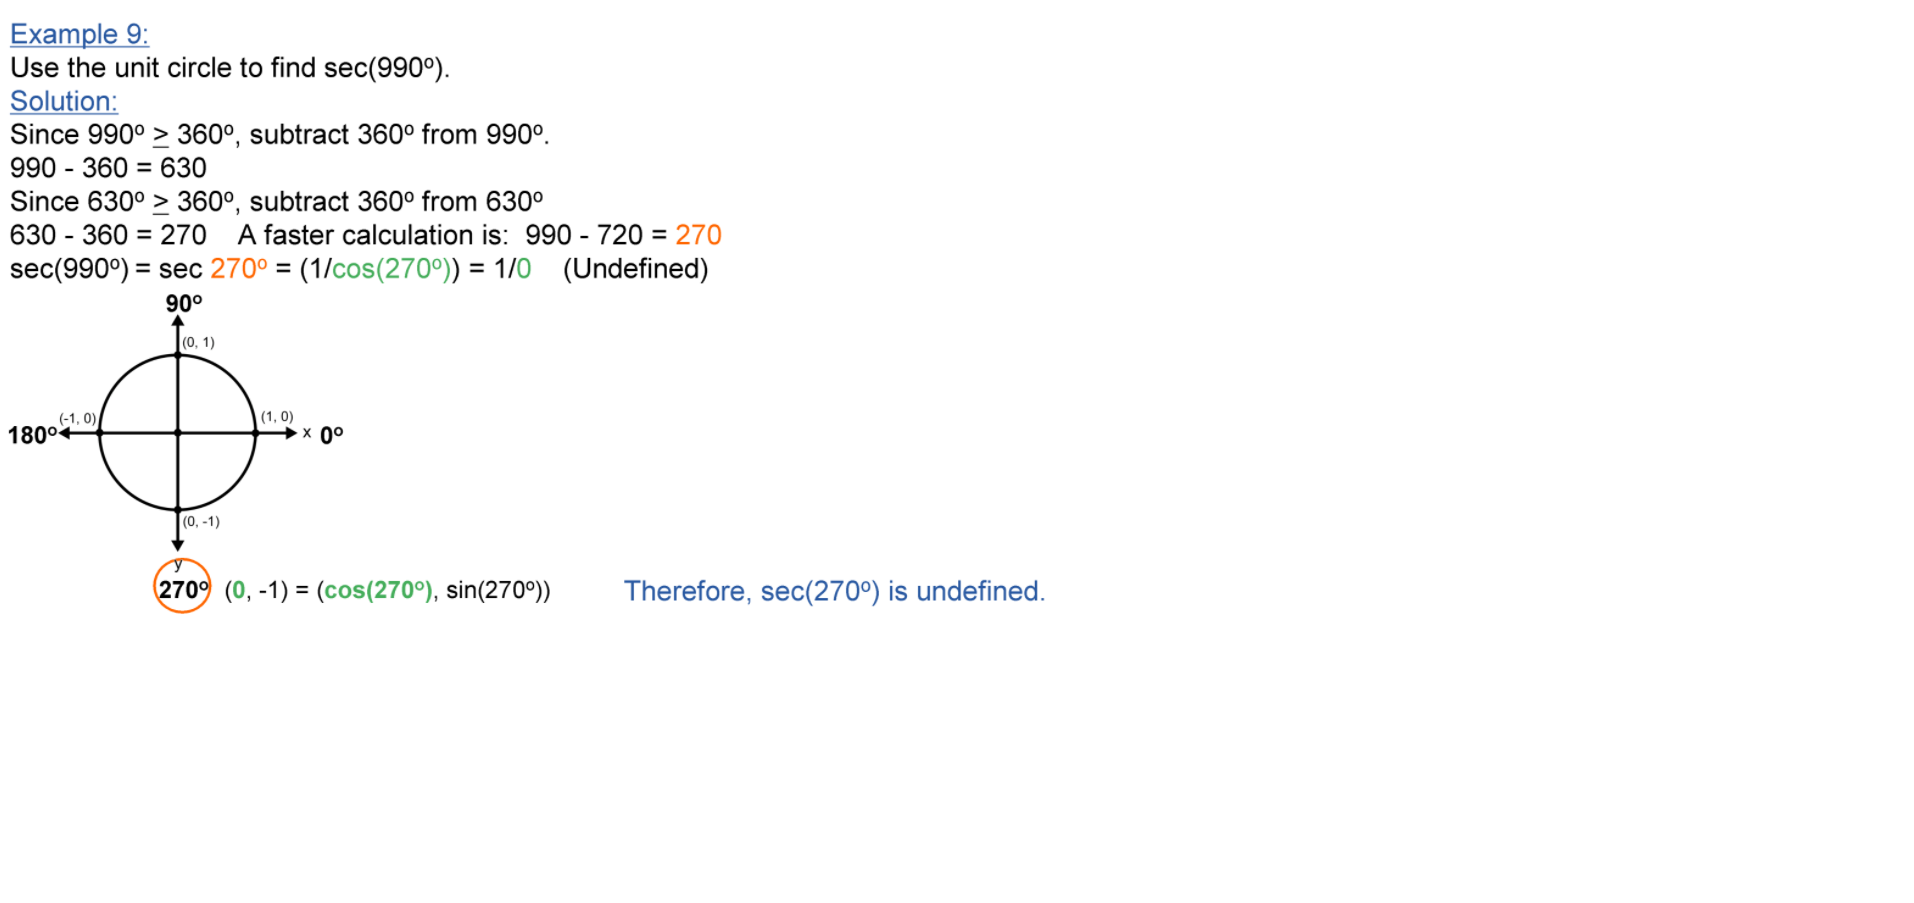 Example 9:
Use the unit circle to find sec(990º).
Solution:
Since 990º ≥ 360º, subtract 360º from 990º.
990 - 360 = 630
Since 630º ≥ 360º, subtract 360º from 630º
630 - 360 = 270 A faster calculation is: 990 - 720 = 270
sec(990º) = sec 270º = (1/cos(270º)) = 1/0 (Undefined)
90º
(0, 1)
(-1, 0)
(1, 0)
180º
x 0º
(0, -1)
y
270º (0, -1) = (cos(270º), sin(270º)) Therefore, sec(270º) is undefined.